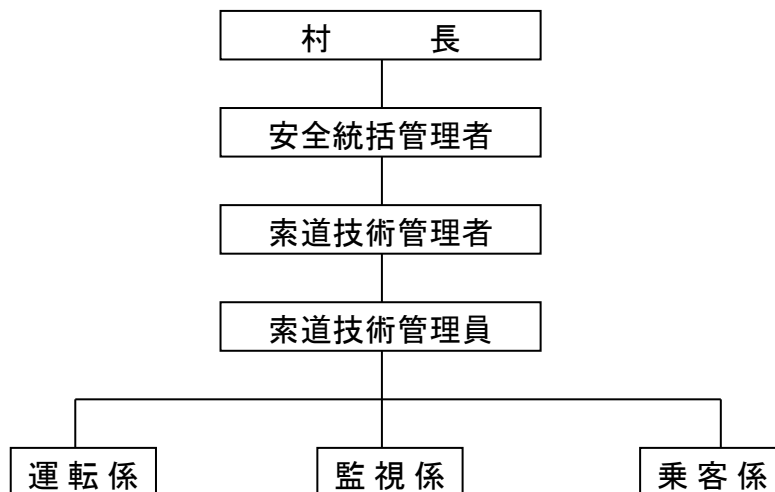 村　　　長
安全統括管理者
索道技術管理者
索道技術管理員
運 転 係
監 視 係
乗 客 係